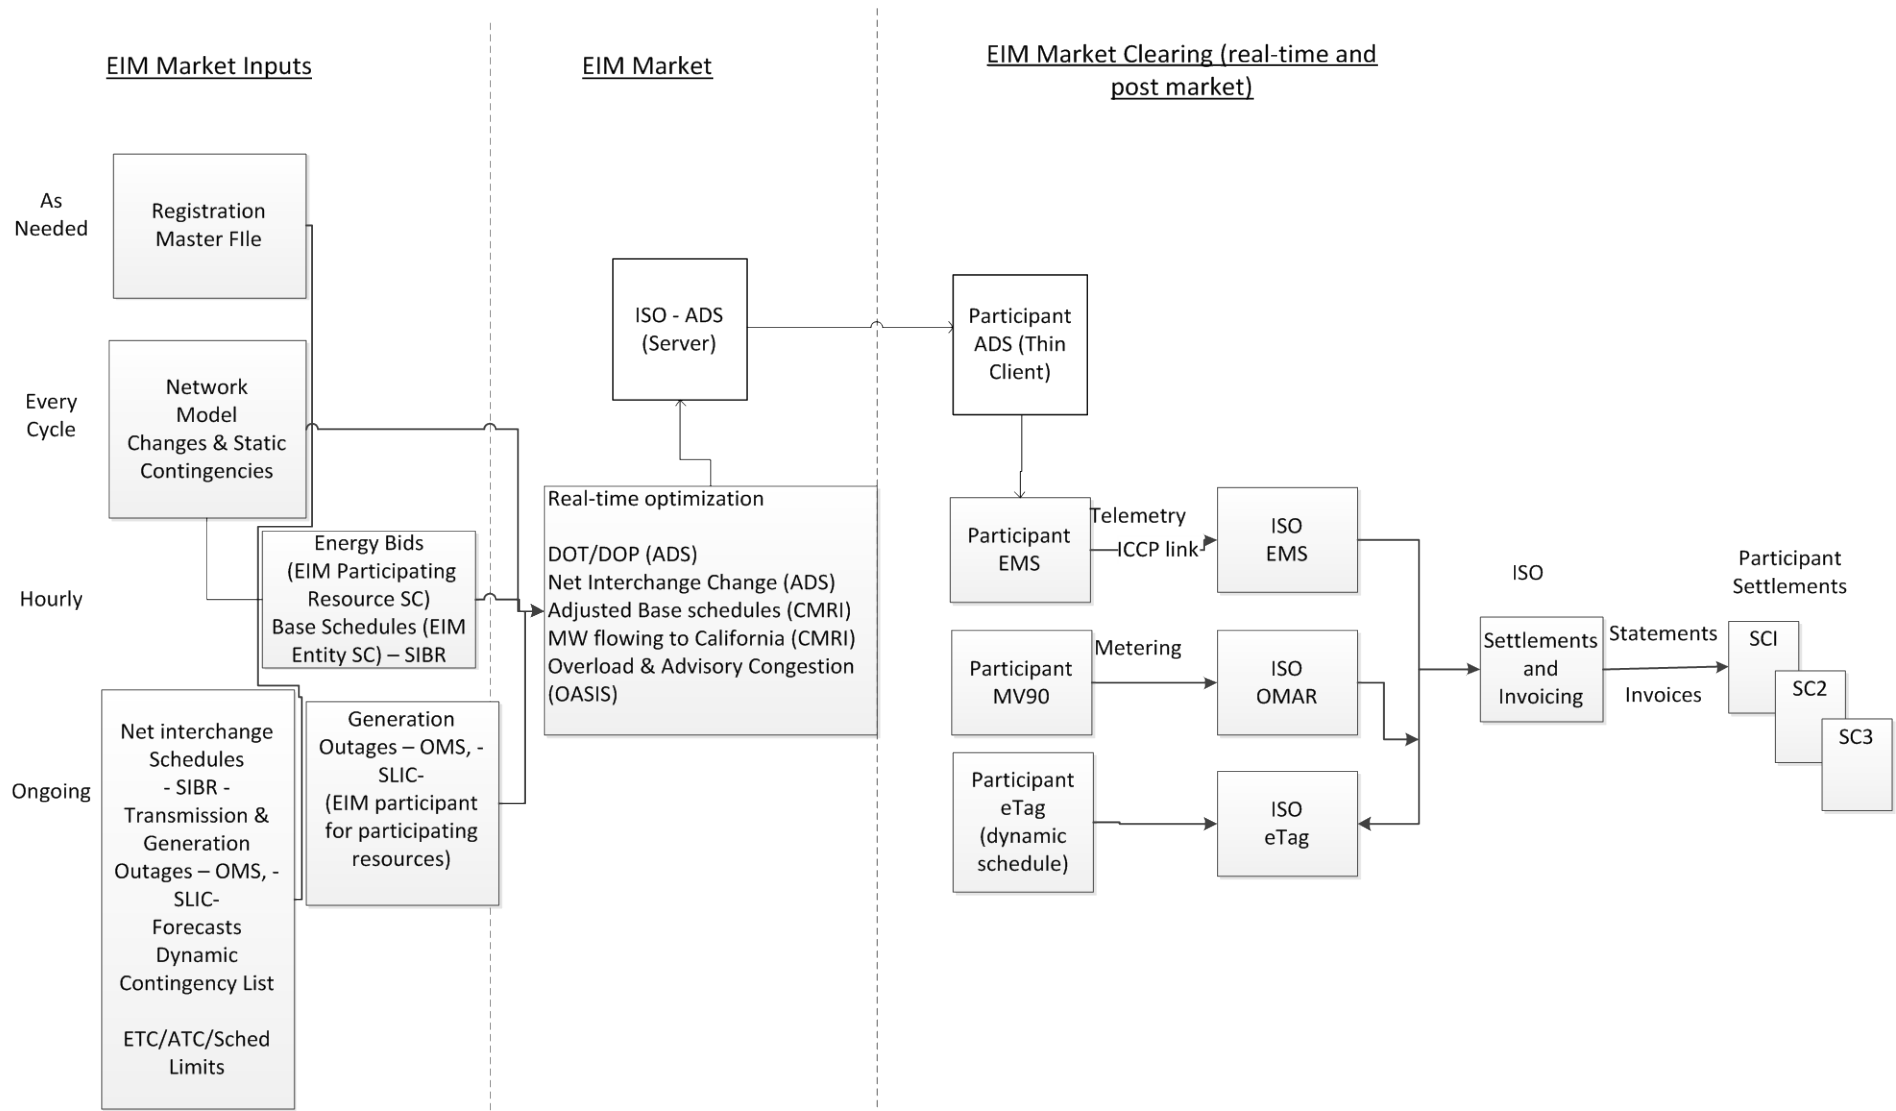 EIM Market Inputs
EIM Market
EIM Market Clearing (real-time and
post market)
As
Needed
Registration
Master FIle
Every
Cycle
Network
Model
Changes & Static
Contingencies
Hourly
Energy Bids
(EIM Participating
Resource SC)
Base Schedules (EIM
Entity SC) – SIBR
Ongoing
Net interchange
Schedules
- SIBR -
Transmission &
Generation
Outages – OMS, -
SLIC-
Forecasts
Dynamic
Contingency List
ETC/ATC/Sched
Limits
Generation
Outages – OMS, -
SLIC-
(EIM participant
for participating
resources)
ISO - ADS
(Server)
Real-time optimization
DOT/DOP (ADS)
Net Interchange Change (ADS)
Adjusted Base schedules (CMRI)
MW flowing to California (CMRI)
Overload & Advisory Congestion
(OASIS)
Participant
ADS (Thin
Client)
Participant
EMS
Telemetry
ICCP link
ISO
EMS
Participant
MV90
Metering
ISO
OMAR
Participant
eTag
(dynamic
schedule)
ISO
eTag
ISO
Settlements
and
Invoicing
Statements
Invoices
Participant
Settlements
SCI
SC2
SC3